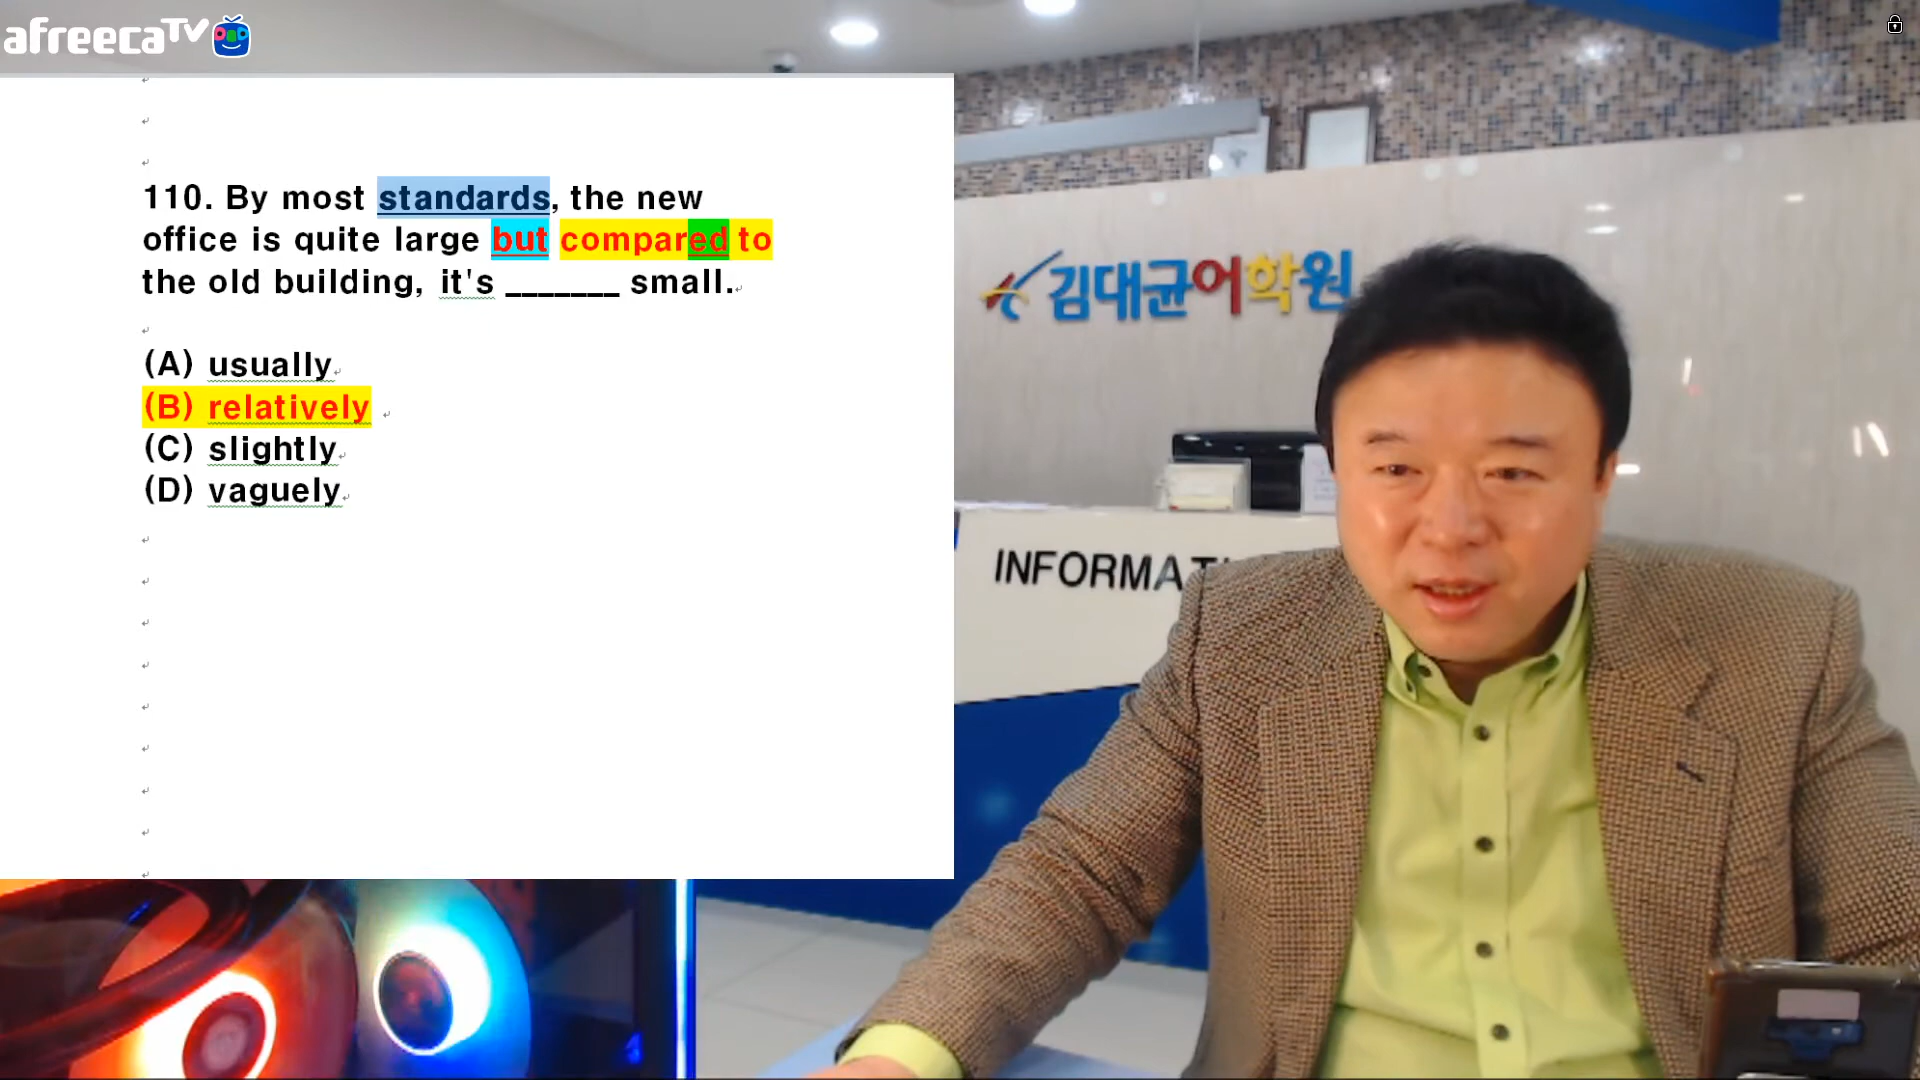 afreecaTV
110. By most standards, the new
office is quite large but compared to
the old building, it's _______ small.
(A) usually
(B) relatively
(C) slightly
(D) vaguely
김대균어학원
INFORMATI